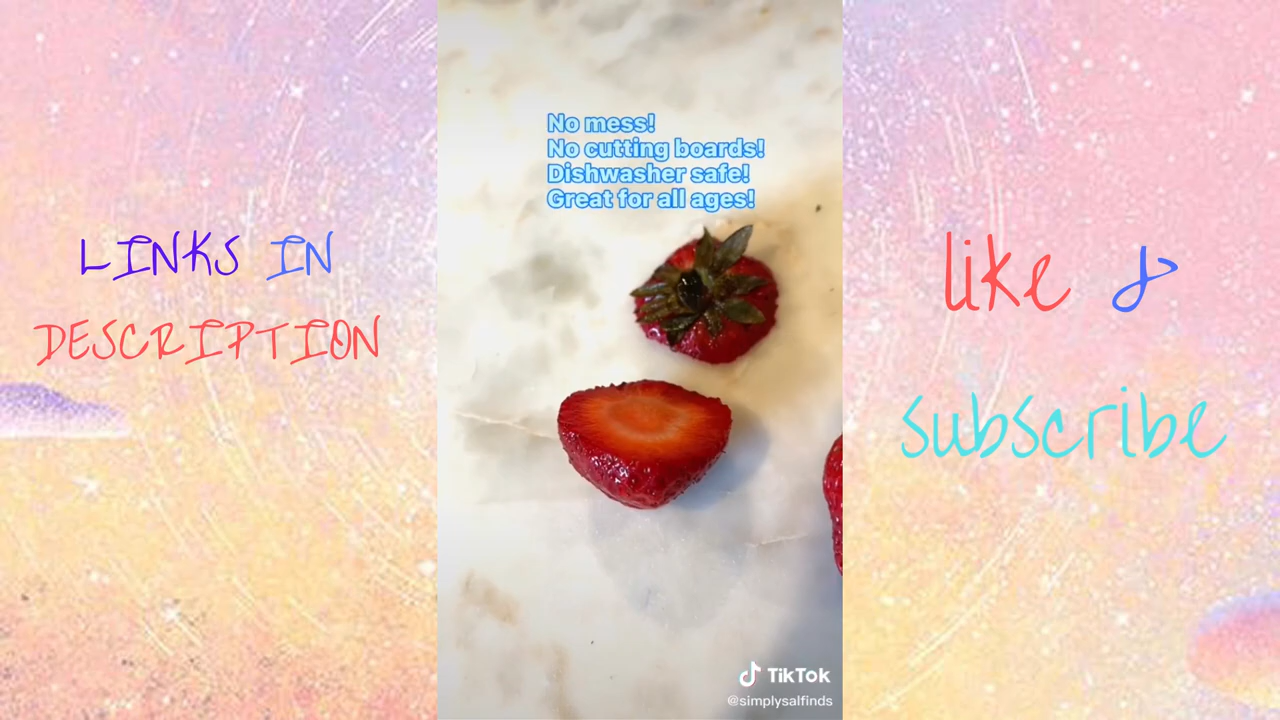 LINKS IN
DESCRIPTION
No mess!
No cutting boards!
Dishwasher safe!
Great for all ages!
TikTok
@simplysalfinds
like &
subscribe